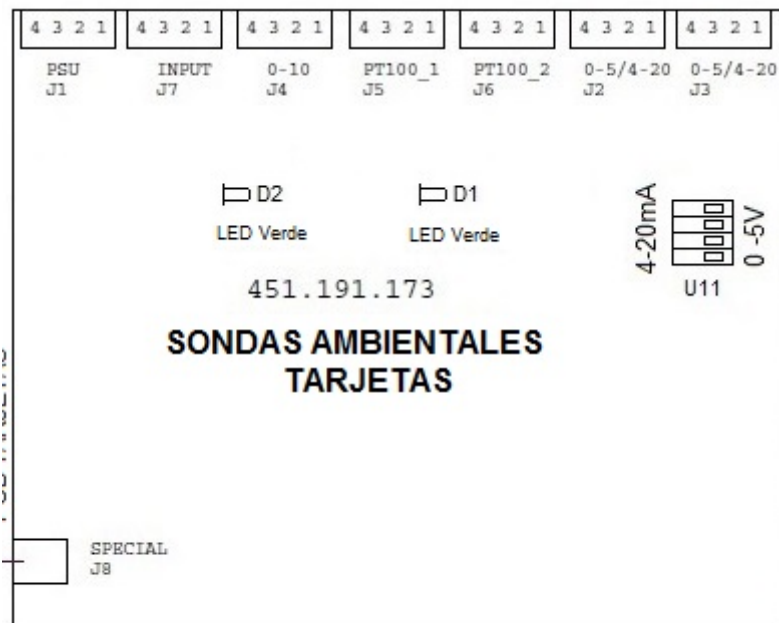 4 3 2 1 4 3 2 1 4 3 2 1 4 3 2 1 4 3 2 1 4 3 2 1 4 3 2 1
PSU INPUT 0-10 PT100_1 PT100_2 0-5/4-20 0-5/4-20
J1 J7 J4 J5 J6 J2 J3
D2 D1
LED Verde LED Verde
4-20mA
0 -5V
U11
451.191.173
SONDAS AMBIENTALES
TARJETAS
SPECIAL
J8